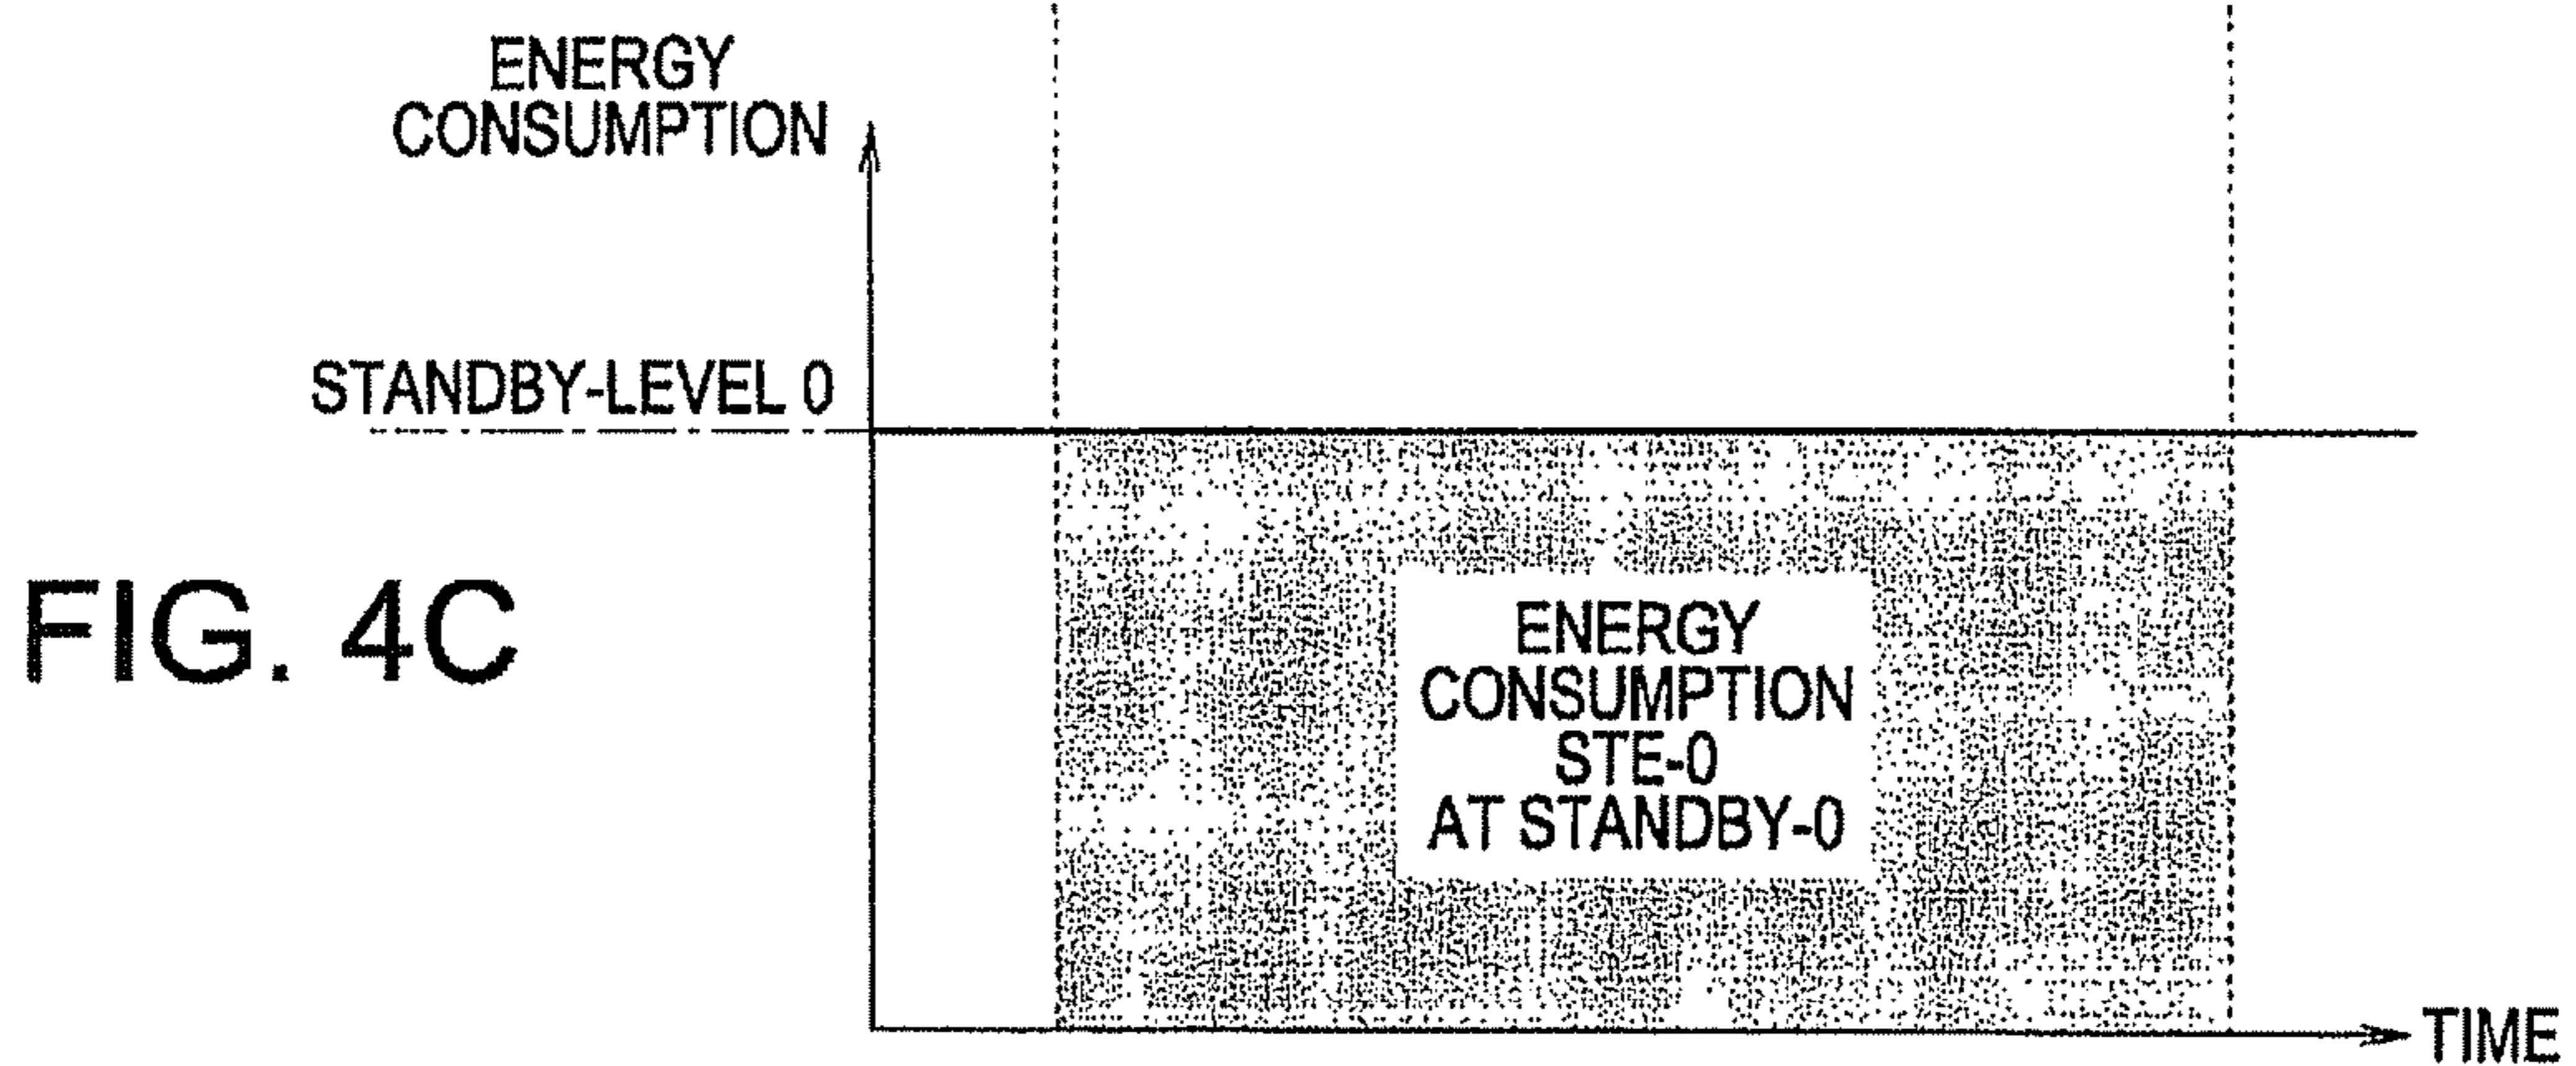 ENERGY
CONSUMPTION
STANDBY-LEVEL 0
FIG. 4C
ENERGY
CONSUMPTION
STE-0
AT STANDBY-0
TIME